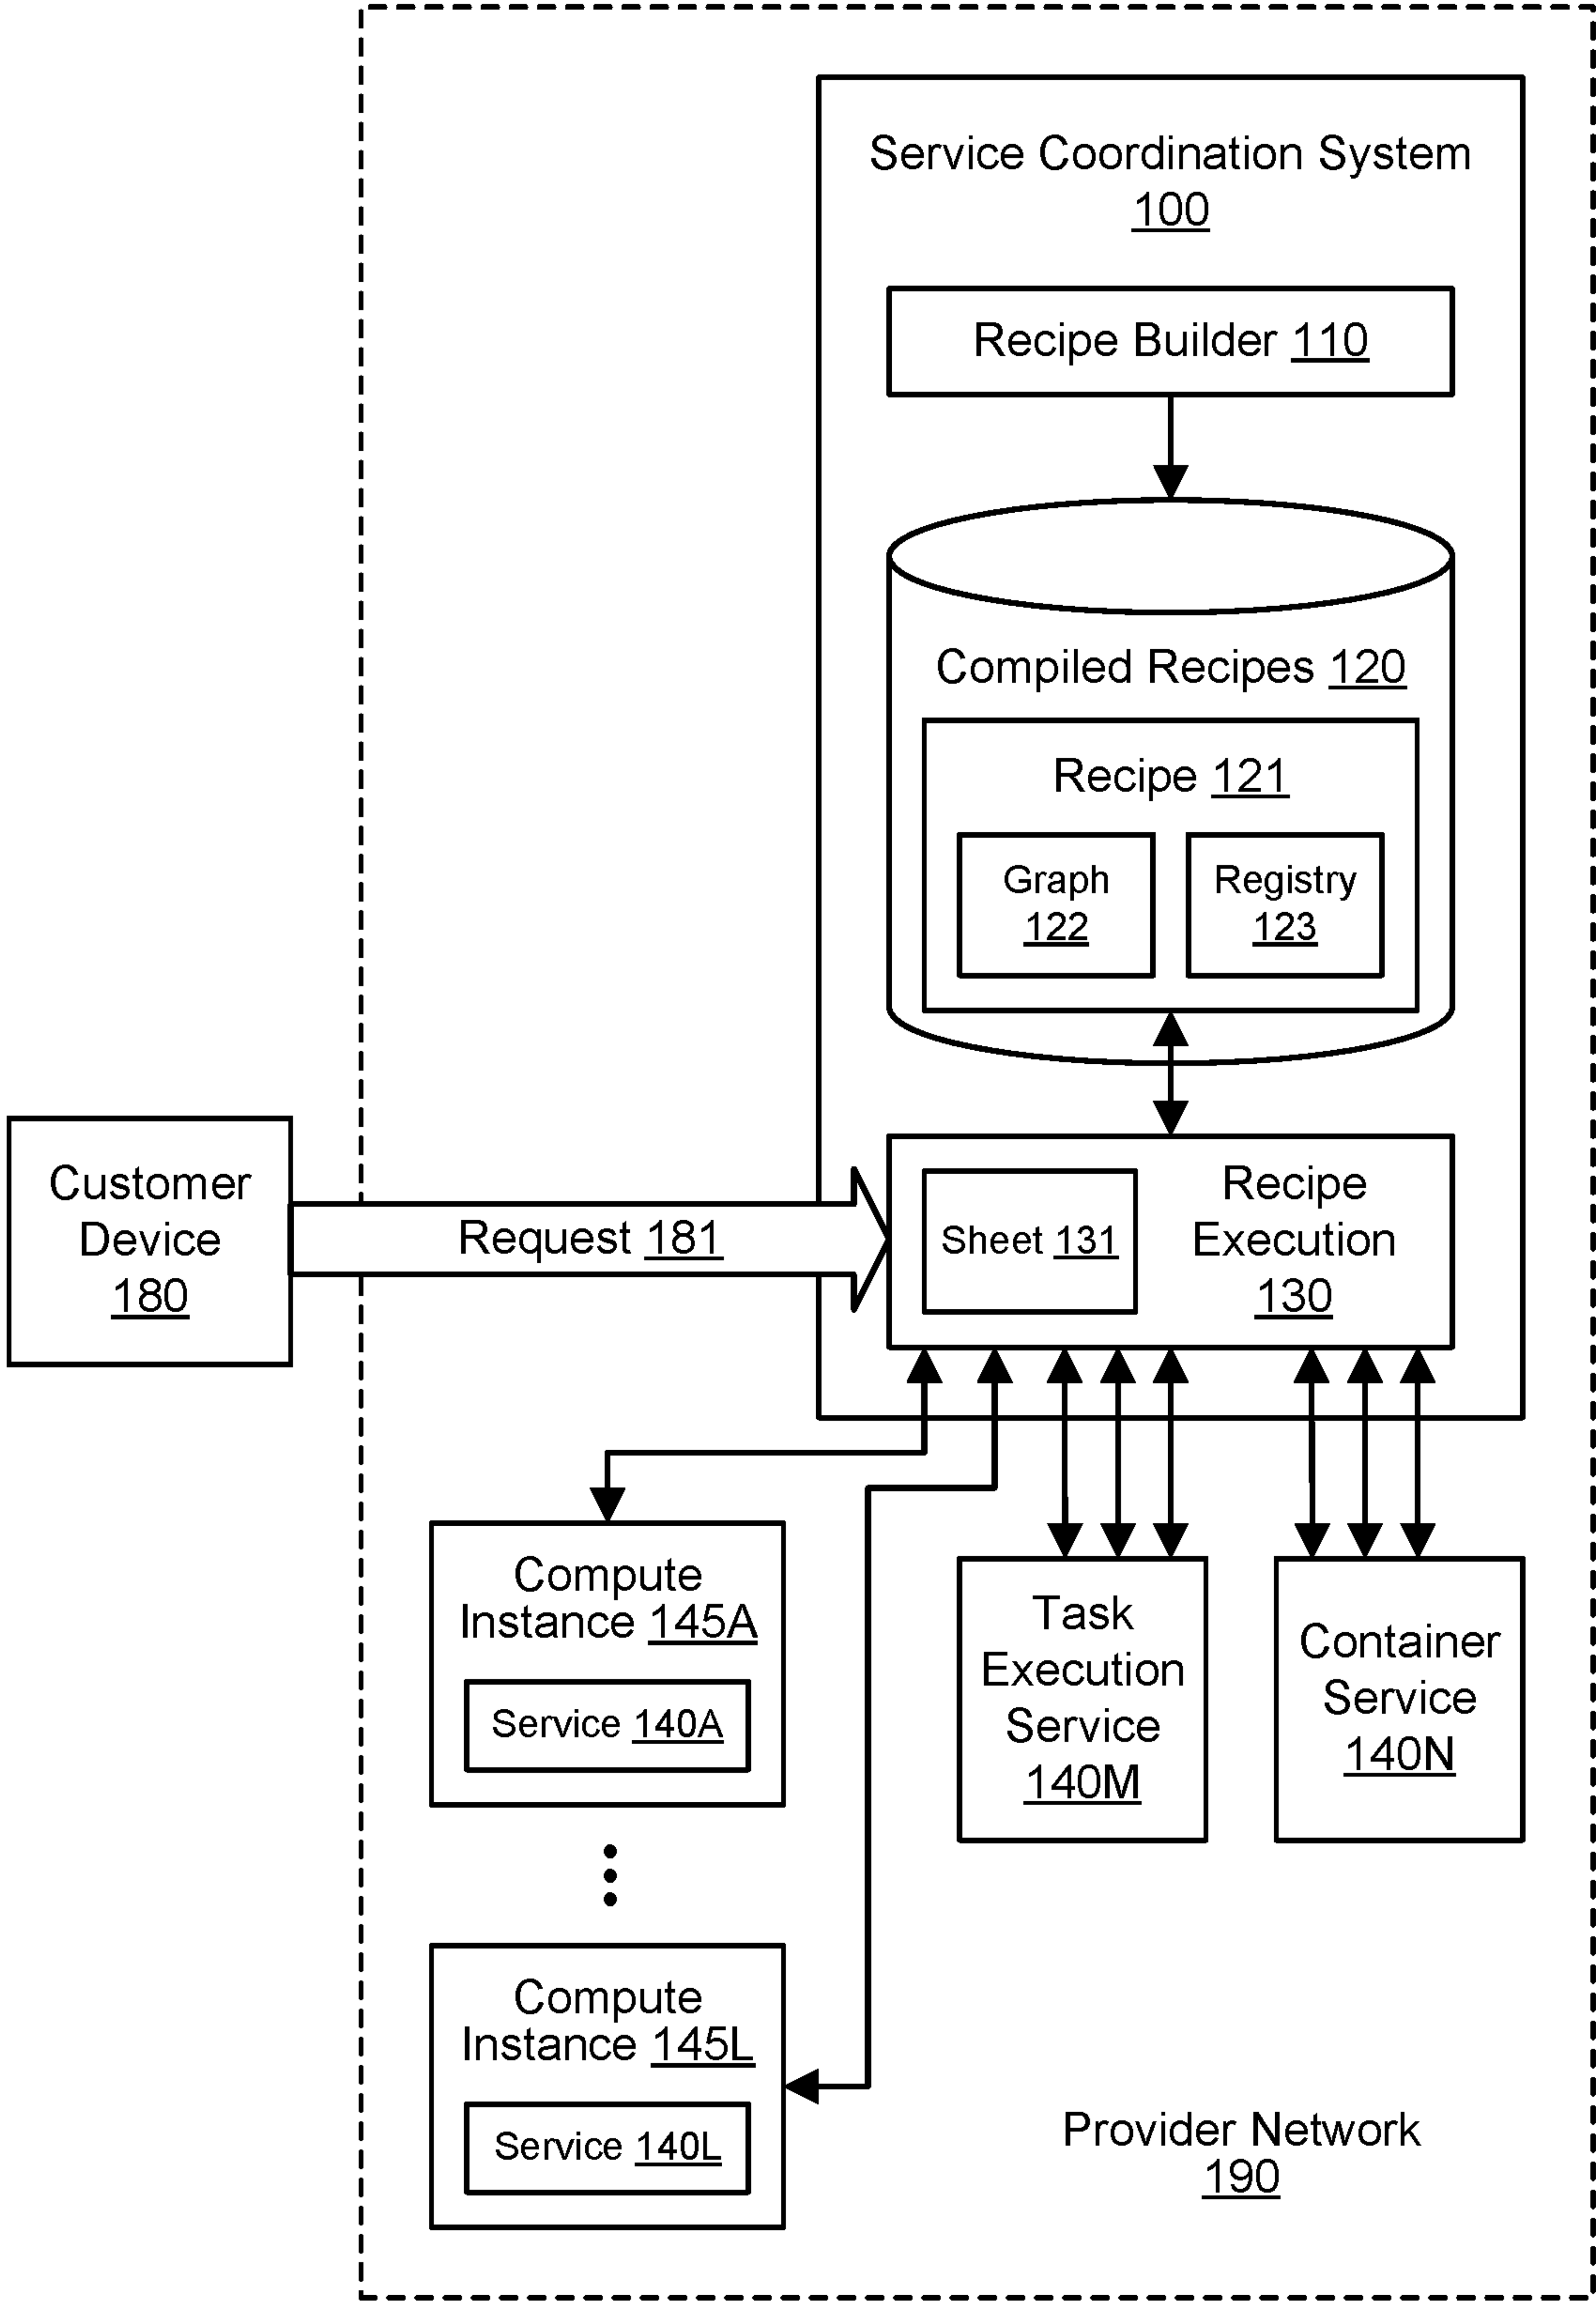 Service Coordination System
100
Recipe Builder 110
Compiled Recipes 120
Recipe 121
Graph
122
Registry
123
Customer
Device
180
Request 181
Sheet 131
Recipe
Execution
130
Compute
Instance 145A
Service 140A
Task
Execution
Service
140M
Container
Service
140N
Compute
Instance 145L
Service 140L
Provider Network
190